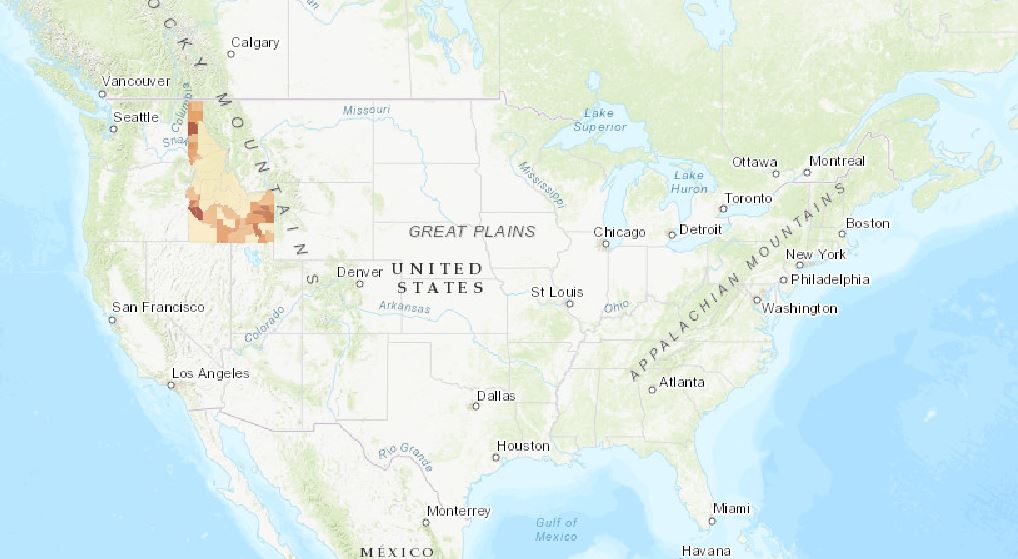 Calgary
Vancouver
Seattle
Columbia
ROCKY MOUNTAINS
Missouri
Lake
Superior
Mississippi
Lake
Huron
Ottawa
Montreal
Toronto
Boston
Detroit
Chicago
New York
Philadelphia
Washington
APPALACHIAN MOUNTAINS
GREAT PLAINS
UNITED
STATES
Denver
St Louis
Ohio
Arkansas
Colorado
San Francisco
Los Angeles
Atlanta
Dallas
Houston
Rio Grande
Monterrey
MÉXICO
Gulf of
Mexico
Miami
Havana